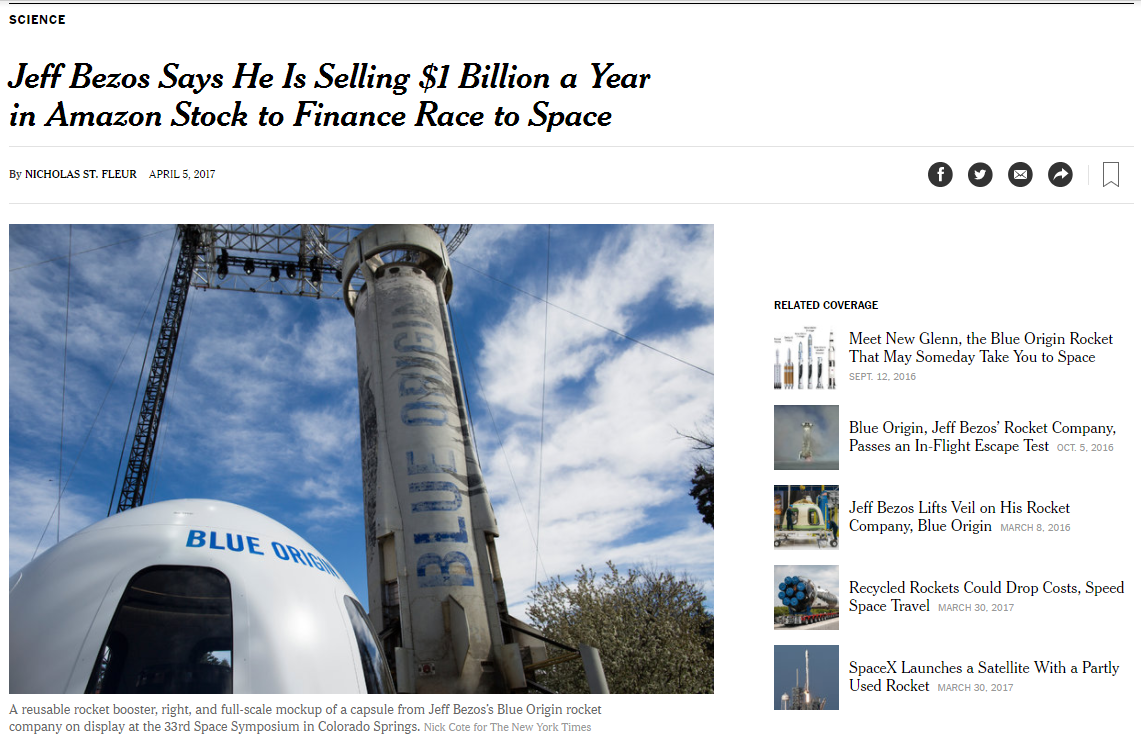 SCIENCE
Jeff Bezos Says He Is Selling $1 Billion a Year
in Amazon Stock to Finance Race to Space
By NICHOLAS ST. FLEUR APRIL 5, 2017
BLUE ORIGIN
BLUE ORIGIN
A reusable rocket booster, right, and full-scale mockup of a capsule from Jeff Bezos's Blue Origin rocket
company on display at the 33rd Space Symposium in Colorado Springs. Nick Cote for The New York Times
RELATED COVERAGE
Meet New Glenn, the Blue Origin Rocket
That May Someday Take You to Space
SEPT. 12, 2016
Blue Origin, Jeff Bezos' Rocket Company,
Passes an In-Flight Escape Test OCT. 5, 2016
Jeff Bezos Lifts Veil on His Rocket
Company, Blue Origin MARCH 8, 2016
Recycled Rockets Could Drop Costs, Speed
Space Travel MARCH 30, 2017
SpaceX Launches a Satellite With a Partly
Used Rocket MARCH 30, 2017